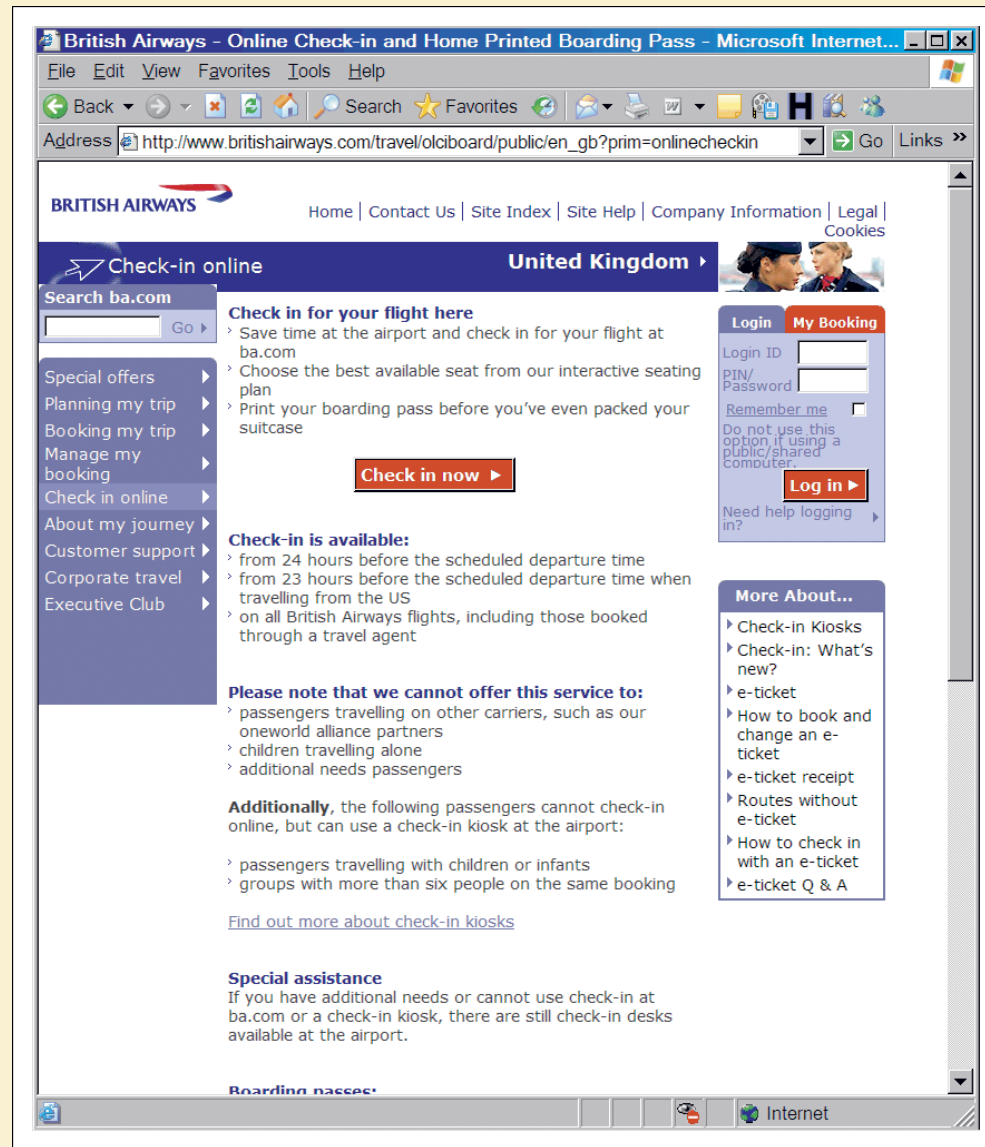 British Airways - Online Check-in and Home Printed Boarding Pass - Microsoft Internet...
File Edit View Favorites Tools Help
Back Search Favorites
Address http://www.britishairways.com/travel/olciboard/public/en_gb?prim=onlinecheckin Go Links »
BRITISH AIRWAYS
Home | Contact Us | Site Index | Site Help | Company Information | Legal |
Cookies
Check-in online
United Kingdom
Search ba.com
Go
Special offers
Planning my trip
Booking my trip
Manage my
booking
Check in online
About my journey
Customer support
Corporate travel
Executive Club
Check in for your flight here
Save time at the airport and check in for your flight at
ba.com
Choose the best available seat from our interactive seating
plan
Print your boarding pass before you've even packed your
suitcase
Check in now
Check-in is available:
from 24 hours before the scheduled departure time
from 23 hours before the scheduled departure time when
travelling from the US
on all British Airways flights, including those booked
through a travel agent
Please note that we cannot offer this service to:
passengers travelling on other carriers, such as our
oneworld alliance partners
children travelling alone
additional needs passengers
Additionally, the following passengers cannot check-in
online, but can use a check-in kiosk at the airport:
passengers travelling with children or infants
groups with more than six people on the same booking
Find out more about check-in kiosks
Special assistance
If you have additional needs or cannot use check-in at
ba.com or a check-in kiosk, there are still check-in desks
available at the airport.
Boarding passes:
Login My Booking
Login ID
PIN/
Password
Remember me
Do not use this
option if using a
public/shared
computer.
Log in
Need help logging
in?
More About...
Check-in Kiosks
Check-in: What's
new?
e-ticket
How to book and
change an e-
ticket
e-ticket receipt
Routes without
e-ticket
How to check in
with an e-ticket
e-ticket Q & A
Internet